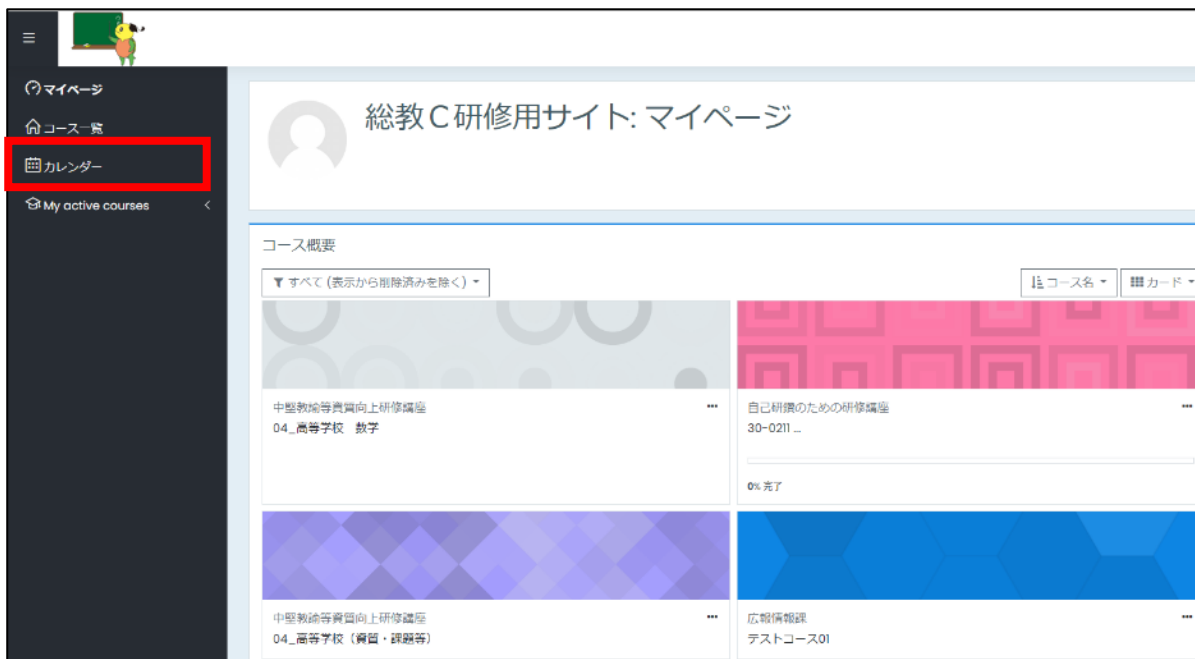 マイページ
コース一覧
カレンダー
My active courses
総教C研修用サイト: マイページ
コース概要
すべて (表示から削除済みを除く)
コース名
カード
中堅教諭等資質向上研修講座
04_高等学校 数学
自己研鑽のための研修講座
30-0211 ...
0% 完了
中堅教諭等資質向上研修講座
04_高等学校（資質・課題等）
広報情報課
テストコース01